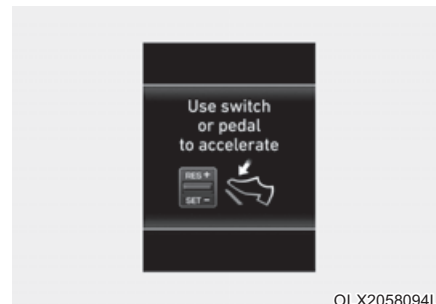 Use switch
or pedal
to accelerate
RES +
SET -
OLX2058094L